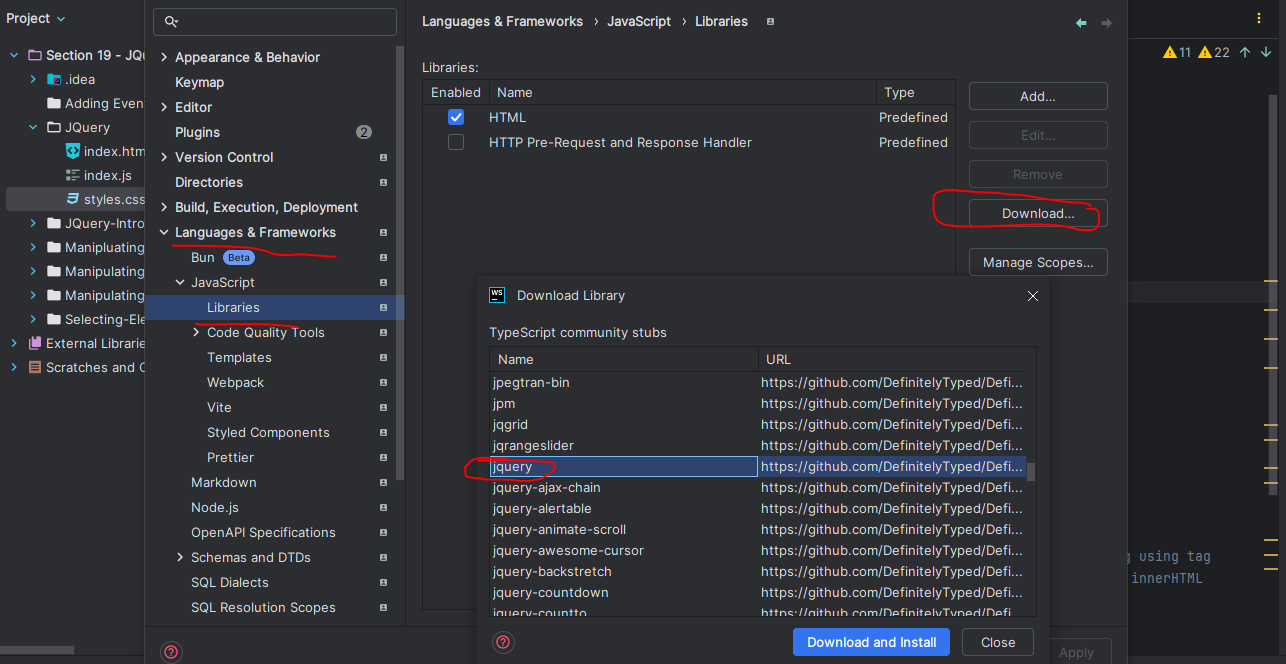 Project
Section 19 - JQu
.idea
Adding Even
JQuery
index.htm
index.js
styles.css
JQuery-Intro
Manipluating
Manipulating
Manipulating
Selecting-Ele
External Librarie
Scratches and C
Appearance & Behavior
Keymap
Editor
Plugins 2
Version Control
Directories
Build, Execution, Deployment
Languages & Frameworks
Bun Beta
JavaScript
Libraries
Code Quality Tools
Templates
Webpack
Vite
Styled Components
Prettier
Markdown
Node.js
OpenAPI Specifications
Schemas and DTDs
SQL Dialects
SQL Resolution Scopes
?
Languages & Frameworks › JavaScript › Libraries
Libraries:
Enabled Name Type
HTML Predefined
HTTP Pre-Request and Response Handler Predefined
Add...
Edit...
Remove
Download...
Manage Scopes...
WS Download Library
TypeScript community stubs
Name URL
jpegtran-bin https://github.com/DefinitelyTyped/Defi...
jpm https://github.com/DefinitelyTyped/Defi...
jqgrid https://github.com/DefinitelyTyped/Defi...
jqrangeslider https://github.com/DefinitelyTyped/Defi...
jquery https://github.com/DefinitelyTyped/Defi...
jquery-ajax-chain https://github.com/DefinitelyTyped/Defi...
jquery-alertable https://github.com/DefinitelyTyped/Defi...
jquery-animate-scroll https://github.com/DefinitelyTyped/Defi...
jquery-awesome-cursor https://github.com/DefinitelyTyped/Defi...
jquery-backstretch https://github.com/DefinitelyTyped/Defi...
jquery-countdown https://github.com/DefinitelyTyped/Defi...
jquery-countto https://github.com/DefinitelyTyped/Defi...
? Download and Install Close
Apply
11 22
g using tag
innerHTML